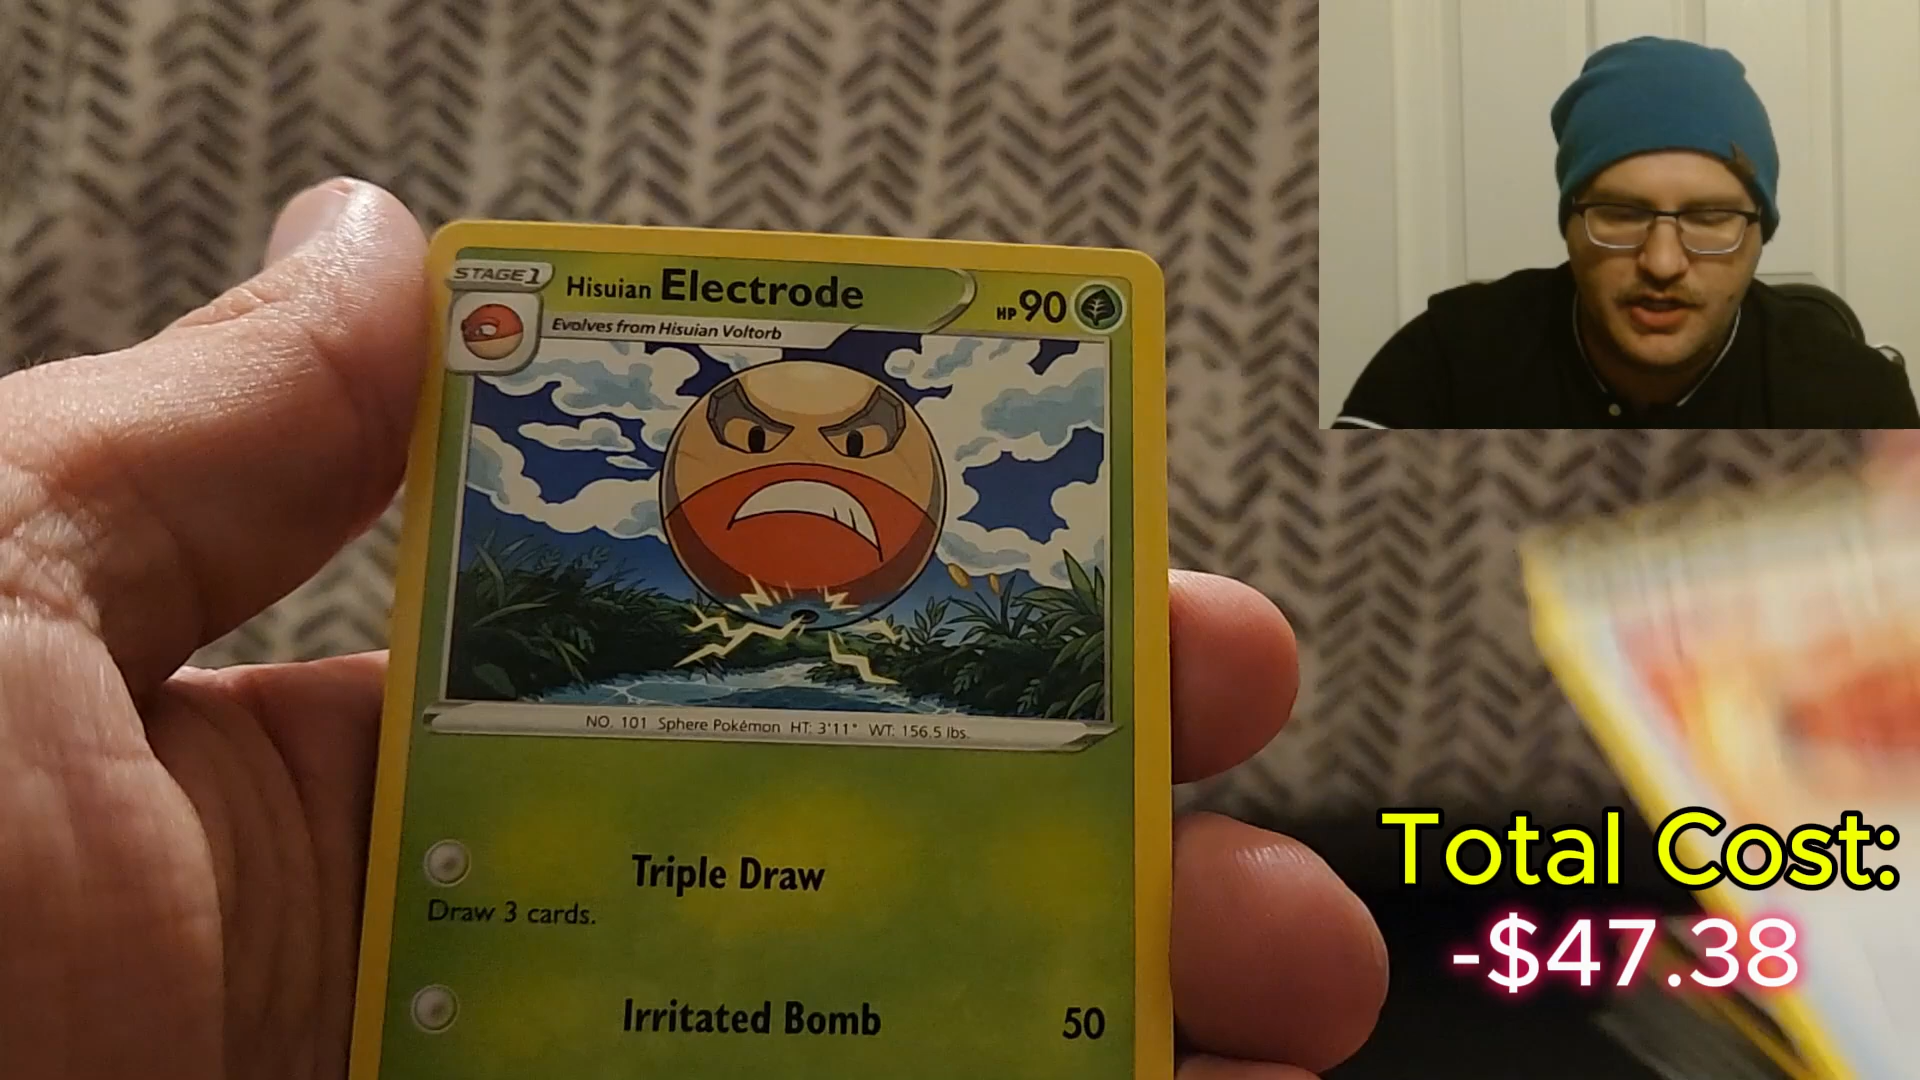 STAGE 1
Hisuian Electrode
HP 90
Evolves from Hisuian Voltorb
NO. 101 Sphere Pokémon HT: 3'11" WT: 156.5 lbs.
Triple Draw
Draw 3 cards.
Irritated Bomb 50
Total Cost:
-$47.38